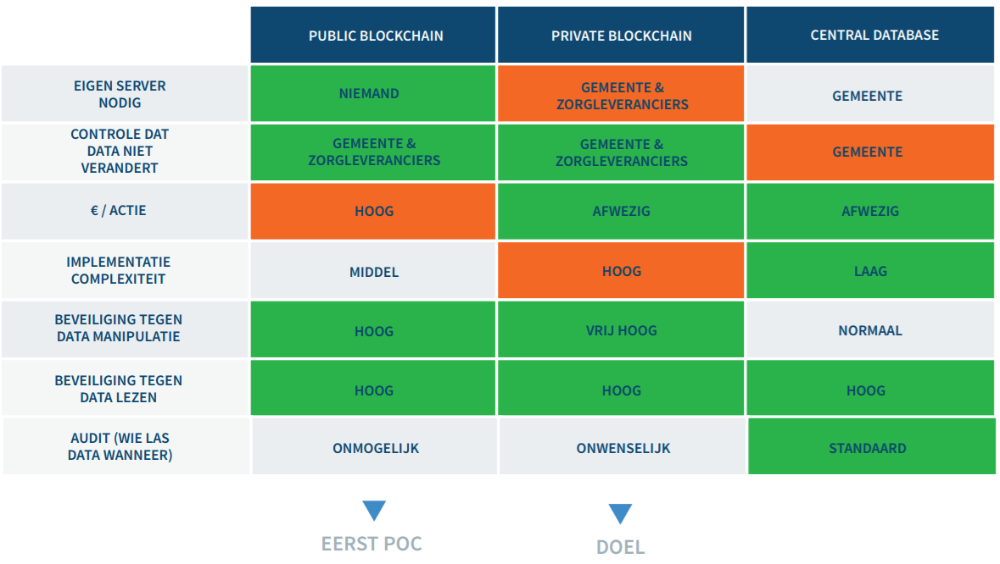 PUBLIC BLOCKCHAIN
PRIVATE BLOCKCHAIN
CENTRAL DATABASE
EIGEN SERVER
NODIG
NIEMAND
GEMEENTE &
ZORGLEVERANCIERS
GEMEENTE
CONTROLE DAT
DATA NIET
VERANDERT
GEMEENTE &
ZORGLEVERANCIERS
GEMEENTE &
ZORGLEVERANCIERS
GEMEENTE
€ / ACTIE
HOOG
AFWEZIG
AFWEZIG
IMPLEMENTATIE
COMPLEXITEIT
MIDDEL
HOOG
LAAG
BEVEILIGING TEGEN
DATA MANIPULATIE
HOOG
VRIJ HOOG
NORMAAL
BEVEILIGING TEGEN
DATA LEZEN
HOOG
HOOG
HOOG
AUDIT (WIE LAS
DATA WANNEER)
ONMOGELIJK
ONWENSELIJK
STANDAARD
EERST POC
DOEL